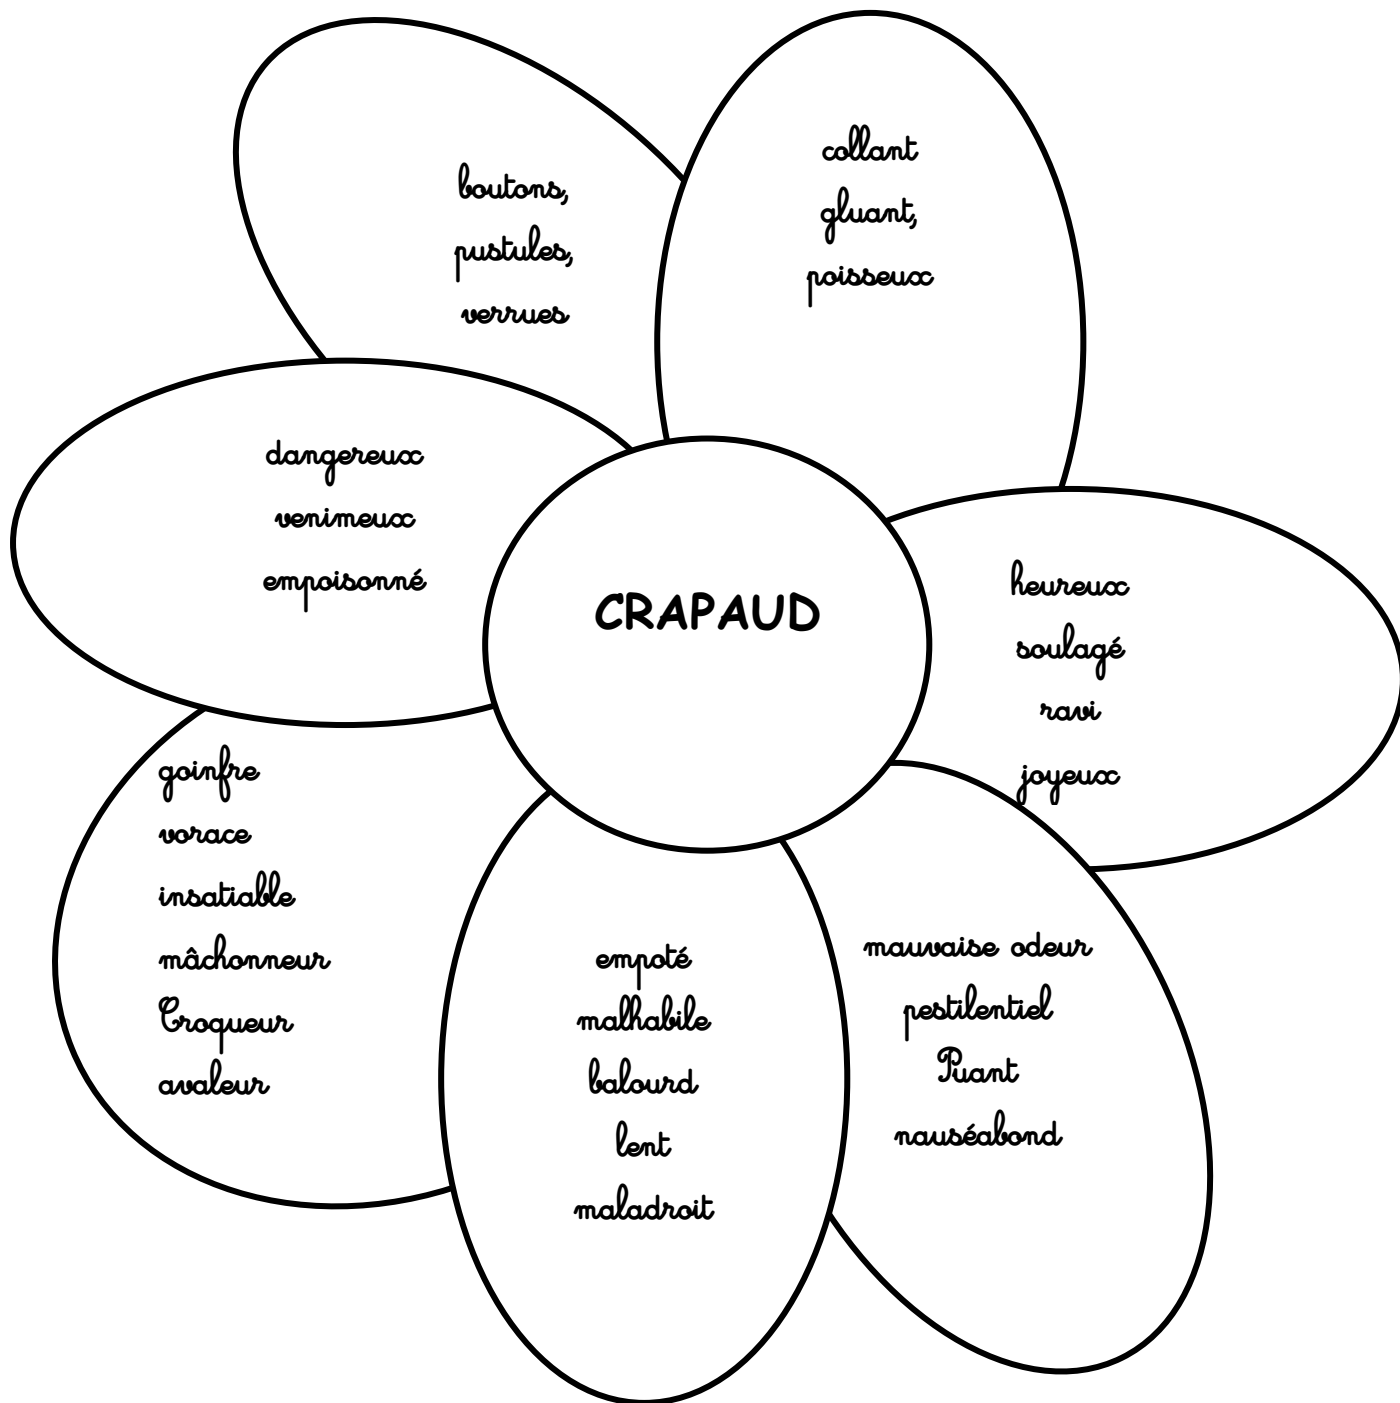 collant
gluant,
poisseux
boutons,
pustules,
verrues
dangereux
venimeux
empoisonné
CRAPAUD
heureux
soulagé
ravi
joyeux
goinfre
vorace
insatiable
mâchonneur
Croqueur
avaleur
empoté
malhabile
balourd
lent
maladroit
mauvaise odeur
pestilentiel
Puant
nauséabond